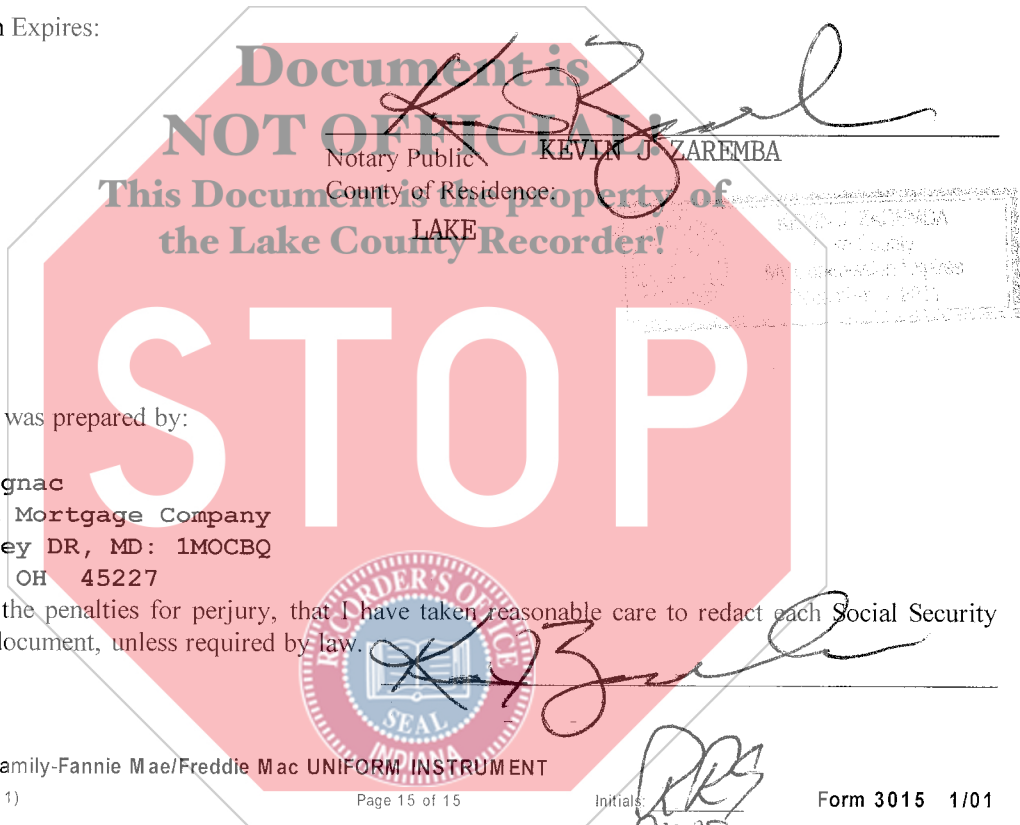 n Expires:
Document is
NOT OFFICIAL!
Notary Public KEVIN J ZAREMBA
This Document is the property of
County of Residence:
LAKE
the Lake County Recorder!
STOP
was prepared by:
gnac
Mortgage Company
ey DR, MD: 1MOCBQ
OH 45227
the penalties for perjury, that I have taken reasonable care to redact each Social Security
document, unless required by law.
RECORDER'S OFFICE
SEAL
INDIANA
amily-Fannie Mae/Freddie Mac UNIFORM INSTRUMENT
1) Page 15 of 15 Initials: RRS Form 3015 1/01